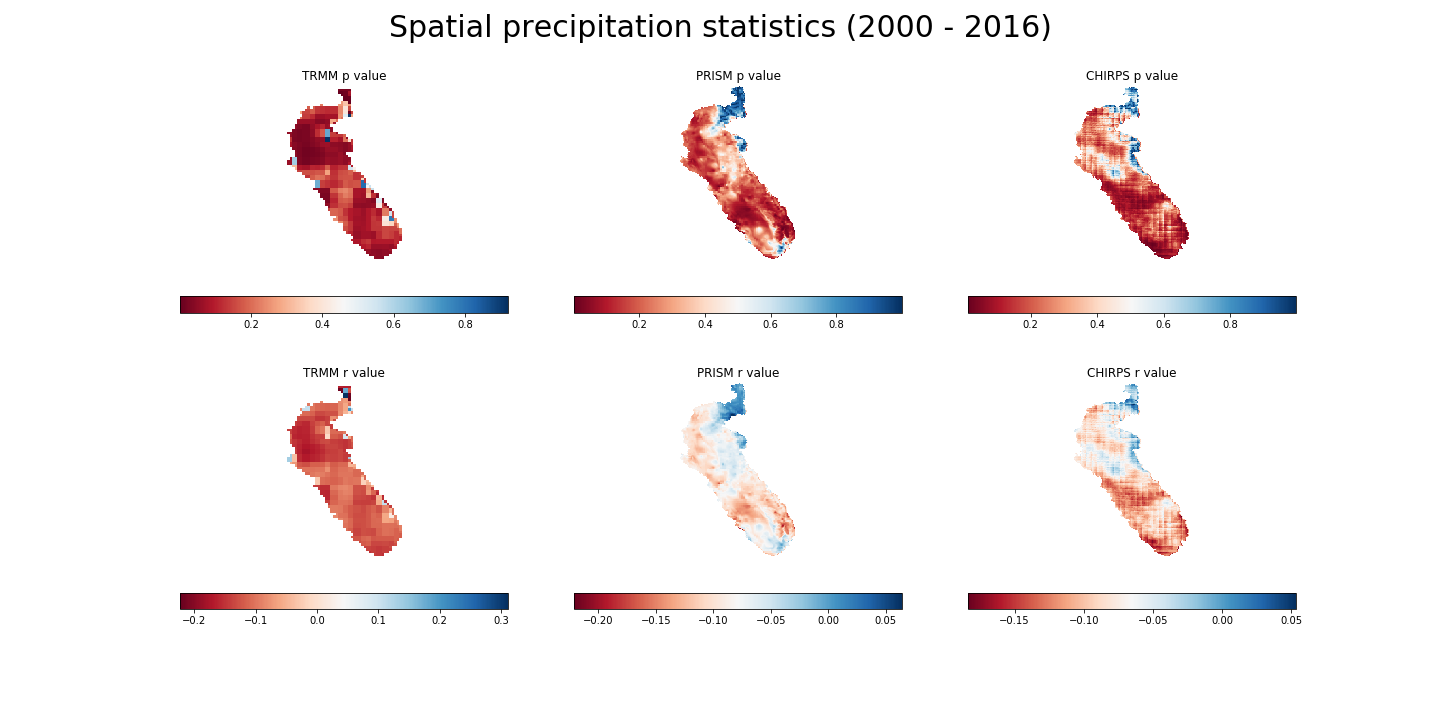 Spatial precipitation statistics (2000 - 2016)
TRMM p value
PRISM p value
CHIRPS p value
0.2 0.4 0.6 0.8
0.2 0.4 0.6 0.8
0.2 0.4 0.6 0.8
TRMM r value
PRISM r value
CHIRPS r value
−0.2 −0.1 0.0 0.1 0.2 0.3
−0.20 −0.15 −0.10 −0.05 0.00 0.05
−0.15 −0.10 −0.05 0.00 0.05